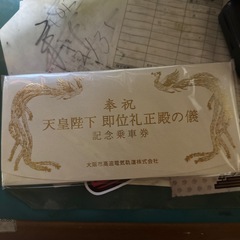 奉祝
天皇陛下 即位礼正殿の儀
記念乗車券
大阪市高速電気軌道株式会社